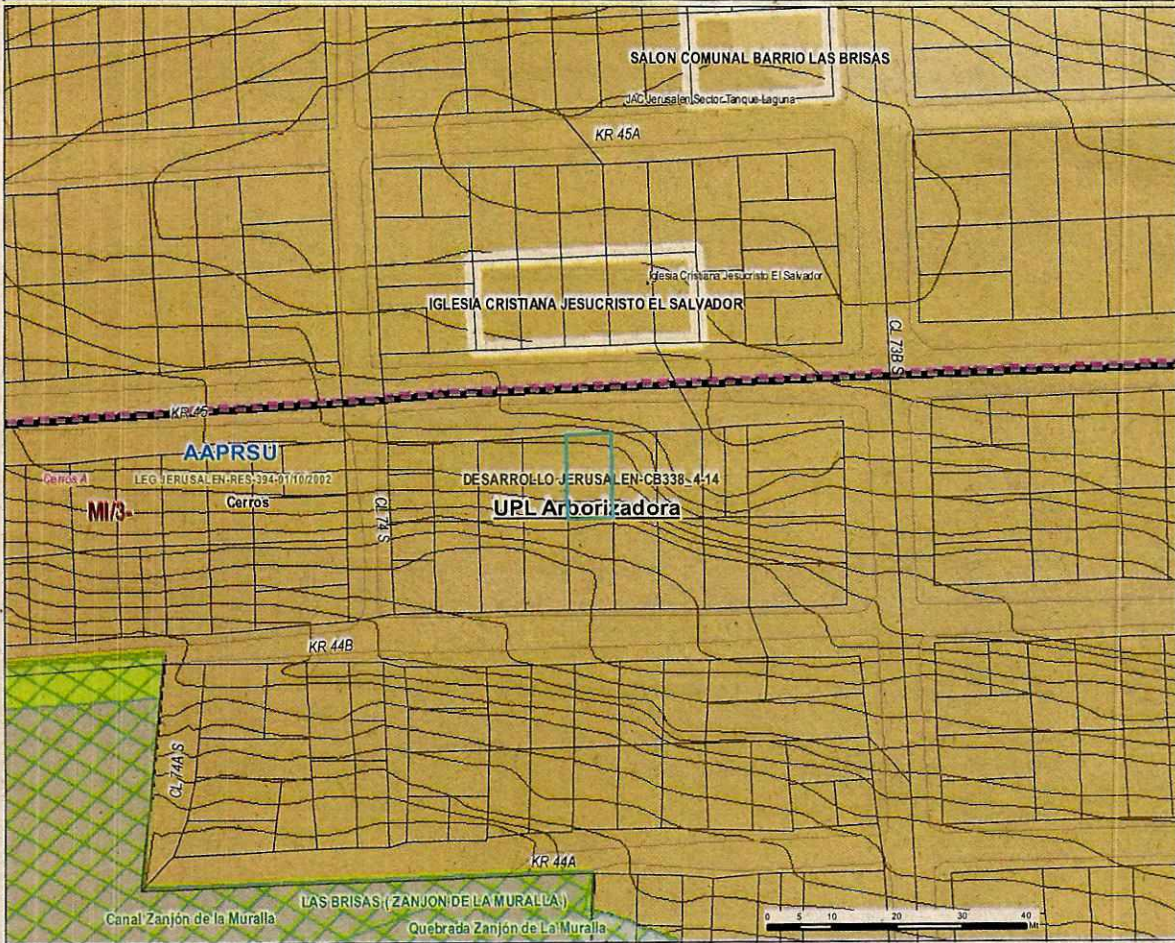 SALON COMUNAL BARRIO LAS BRISAS
JAC Jerusalen Sector Tanque Laguna
KR 45A
Iglesia Cristiana Jesucristo El Salvador
IGLESIA CRISTIANA JESUCRISTO EL SALVADOR
CL 73B S
KR 45
AAPRSU
Cerros A
LEG JERUSALEN-RES-394-01/10/2002
DESARROLLO JERUSALEN-CB338_4-14
Cerros
MI/3-
UPL Arborizadora
CL 74 S
KR 44B
CL 74A S
KR 44A
LAS BRISAS ( ZANJON DE LA MURALLA )
Canal Zanjón de la Muralla
Quebrada Zanjón de La Muralla
0 5 10 20 30 40
Mt